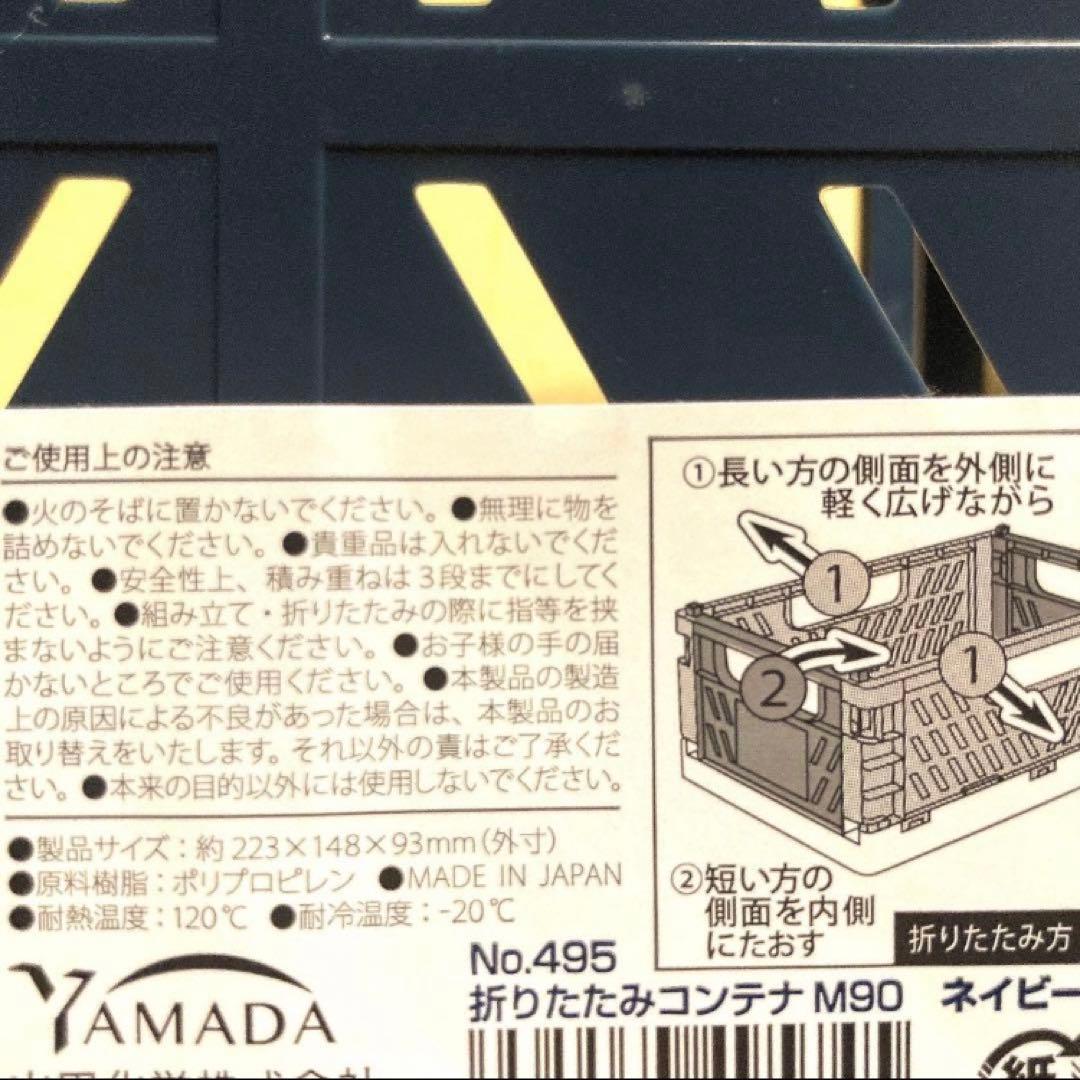 ご使用上の注意
●火のそばに置かないでください。●無理に物を
詰めないでください。●貴重品は入れないでくだ
さい。●安全性上、積み重ねは3段までにしてく
ださい。●組み立て・折りたたみの際に指等を挟
まないようにご注意ください。●お子様の手の届
かないところでご使用ください。●本製品の製造
上の原因による不良があった場合は、本製品のお
取り替えをいたします。それ以外の責はご了承くだ
さい。●本来の目的以外には使用しないでください。
●製品サイズ：約223×148×93mm（外寸）
●原料樹脂：ポリプロピレン ●MADE IN JAPAN
●耐熱温度：120℃ ●耐冷温度：-20℃
YAMADA
①長い方の側面を外側に
軽く広げながら
1
1
2
②短い方の
側面を内側
にたおす
折りたたみ方
No.495
折りたたみコンテナ M90 ネイビー
紙